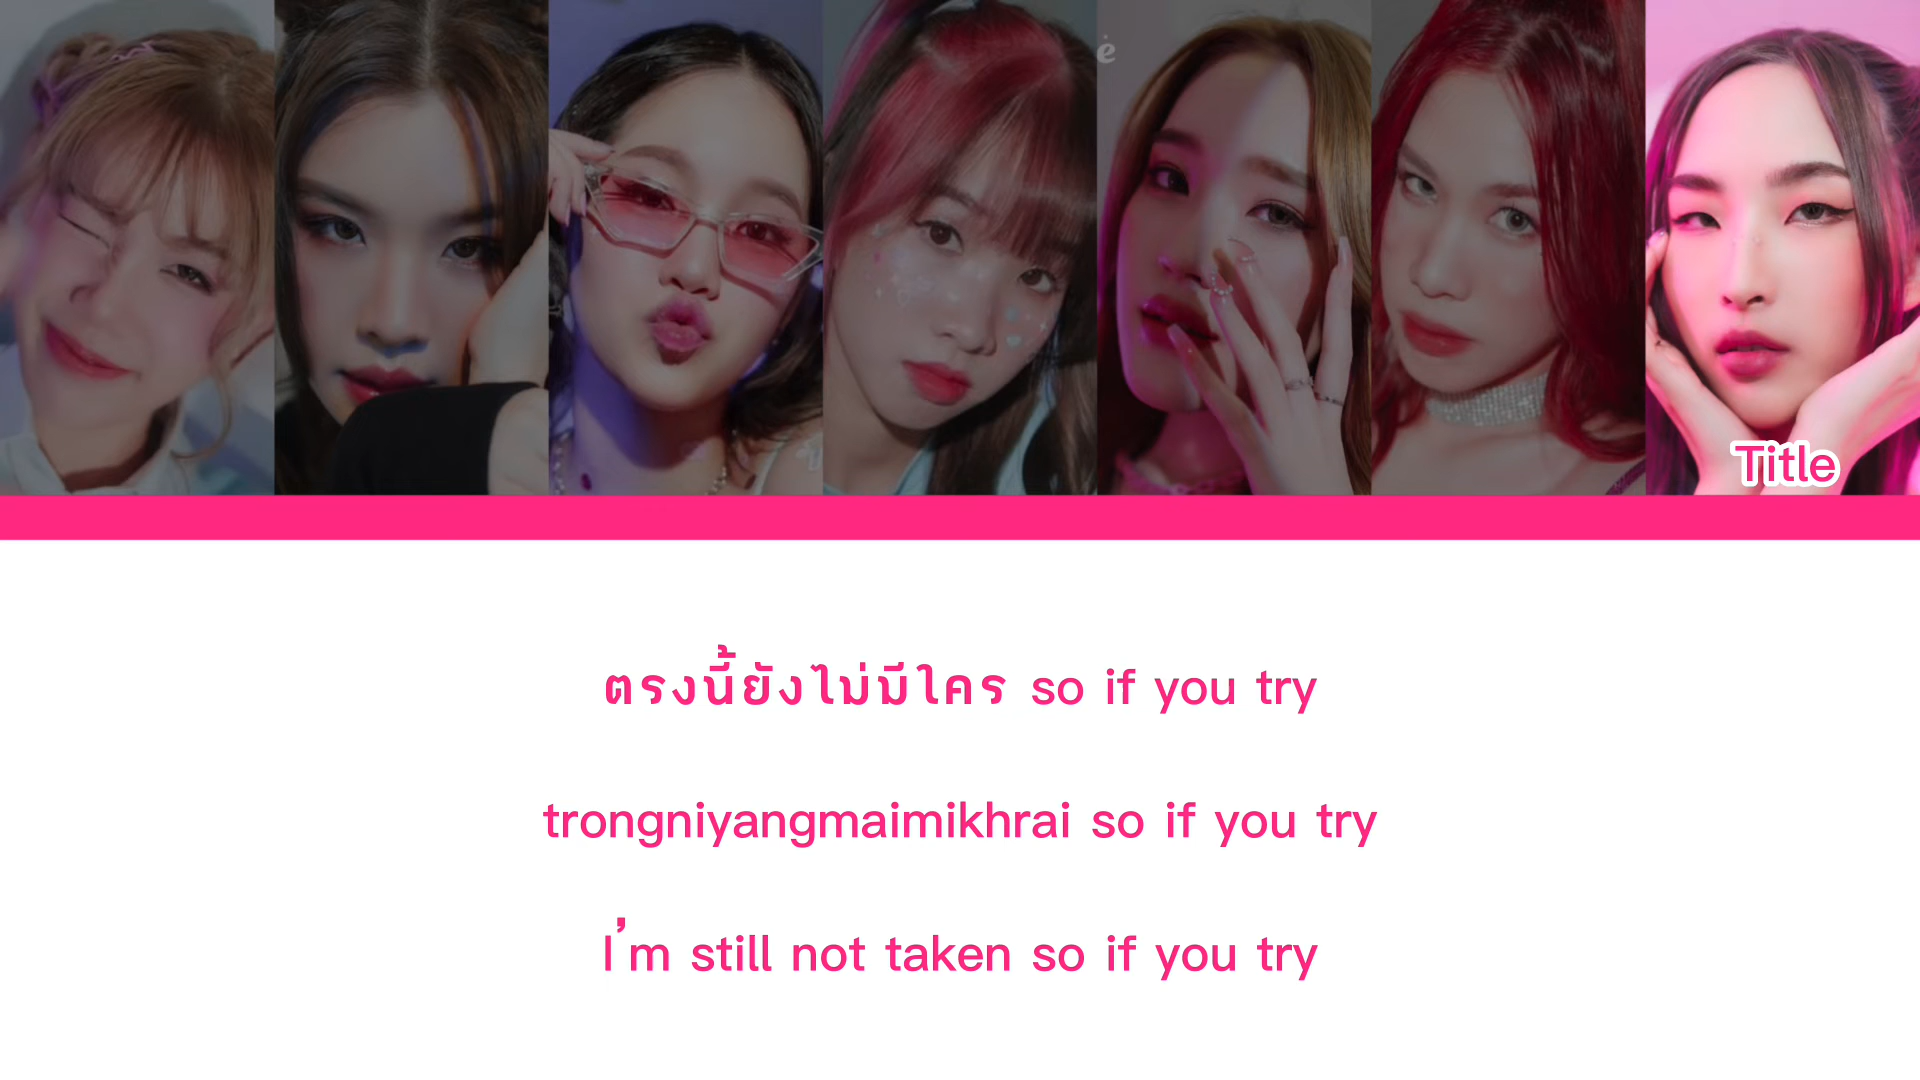 ė
Title
ตรงนี้ยังไม่มีใคร so if you try
trongniyangmaimikhrai so if you try
I'm still not taken so if you try